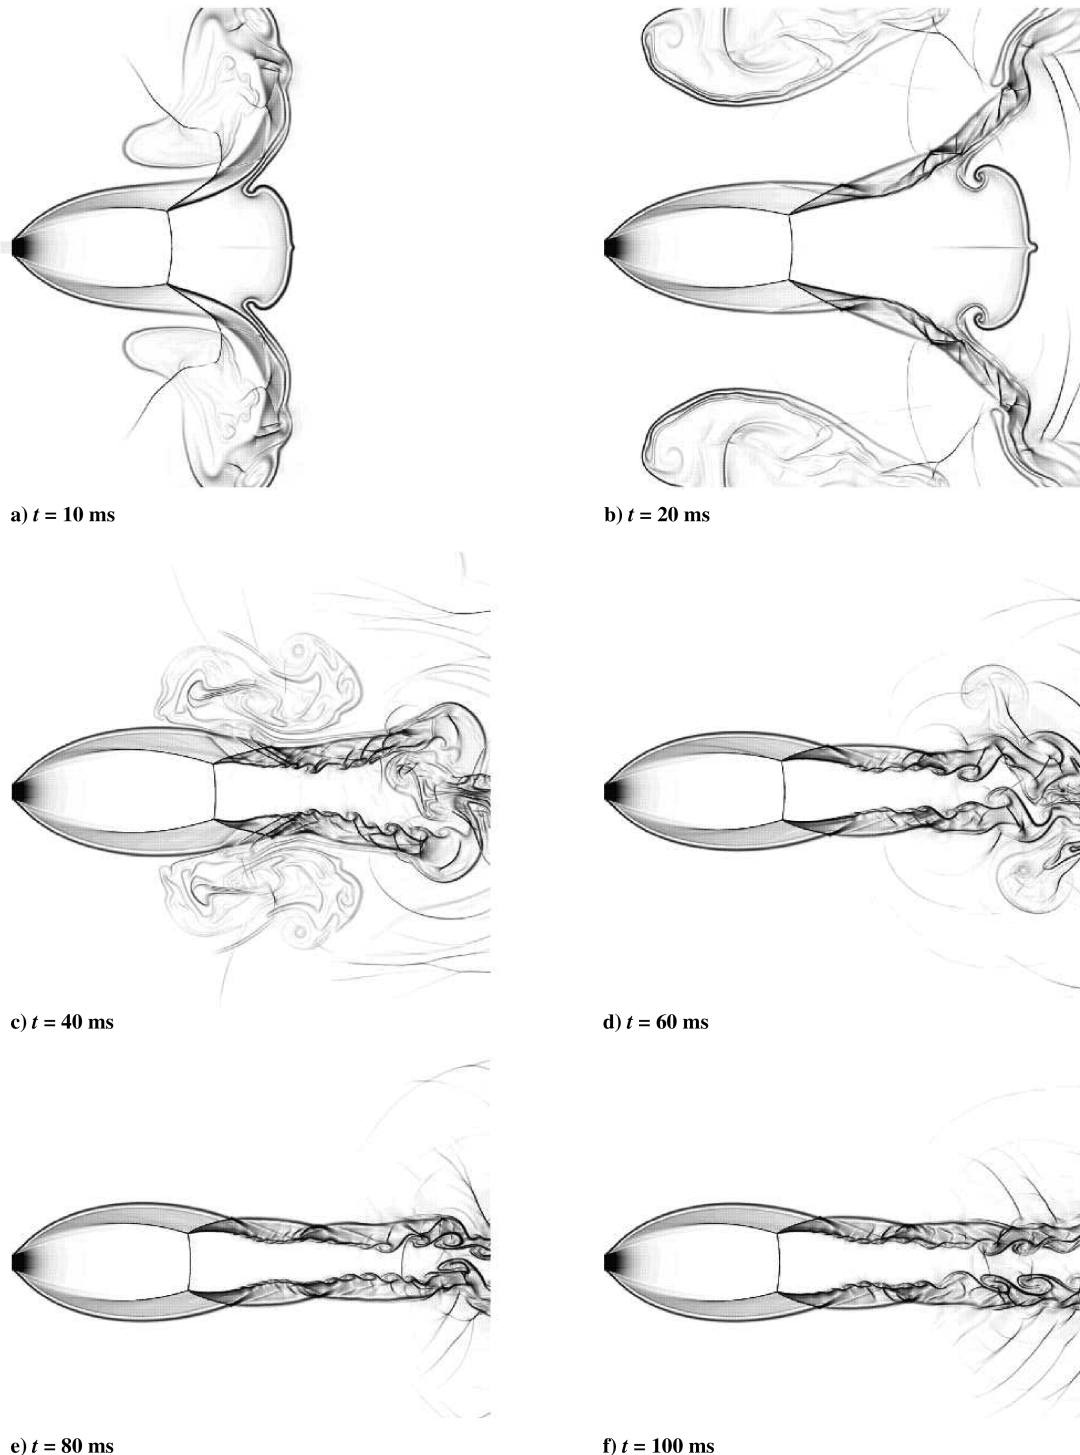 a) t = 10 ms
b) t = 20 ms
c) t = 40 ms
d) t = 60 ms
e) t = 80 ms
f) t = 100 ms